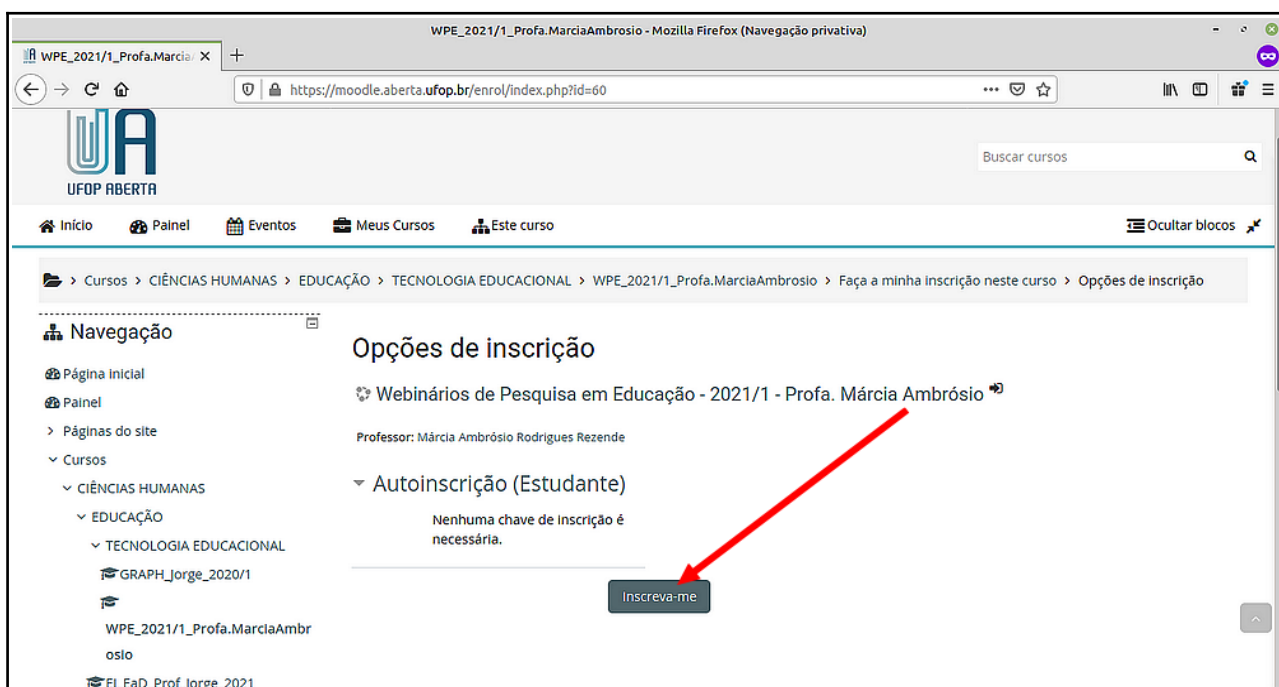 WPE_2021/1_Profa.MarciaAmbrosio - Mozilla Firefox (Navegação privativa)
WPE_2021/1_Profa.Marcia
https://moodle.aberta.ufop.br/enrol/index.php?id=60
UFOP ABERTA
Buscar cursos
Início Painel Eventos Meus Cursos Este curso Ocultar blocos
> Cursos > CIÊNCIAS HUMANAS > EDUCAÇÃO > TECNOLOGIA EDUCACIONAL > WPE_2021/1_Profa.MarciaAmbrosio > Faça a minha inscrição neste curso > Opções de inscrição
Navegação
Página inicial
Painel
Páginas do site
Cursos
CIÊNCIAS HUMANAS
EDUCAÇÃO
TECNOLOGIA EDUCACIONAL
GRAPH_Jorge_2020/1
WPE_2021/1_Profa.MarciaAmbr
osio
EI_EaD_Prof_Jorge_2021
Opções de inscrição
Webinários de Pesquisa em Educação - 2021/1 - Profa. Márcia Ambrósio
Professor: Márcia Ambrósio Rodrigues Rezende
Autoinscrição (Estudante)
Nenhuma chave de inscrição é
necessária.
Inscreva-me